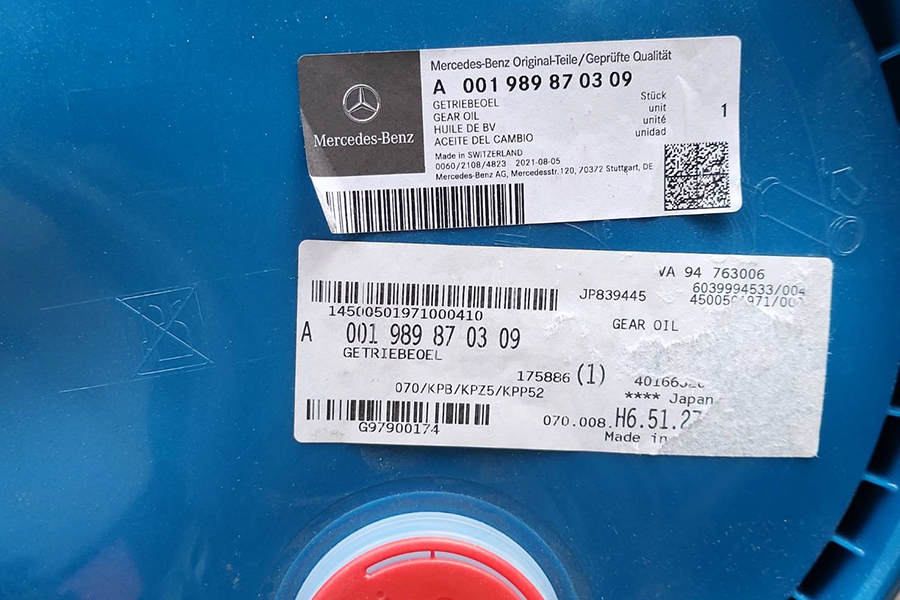 Mercedes-Benz
Mercedes-Benz Original-Teile/Geprüfte Qualität
A 001 989 87 03 09
GETRIEBEOEL
GEAR OIL
HUILE DE BV
ACEITE DEL CAMBIO
Stück
unit
unité
unidad
1
Made in SWITZERLAND
0060/2108/4823 2021-08-05
Mercedes-Benz AG, Mercedesstr. 120, 70372 Stuttgart, DE
VA 94 763006
JP839445
6039994533/004
14500501971000410
GEAR OIL
A 001 989 87 03 09
GETRIEBEOEL
175886 (1)
070/KPB/KPZ5/KPP52
**** Japan
070.008.H6.51.27
G97900174
Made in